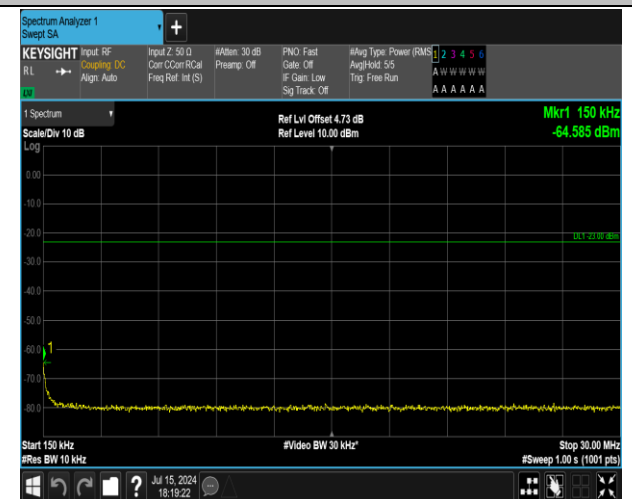 Spectrum Analyzer 1
Swept SA
+
KEYSIGHT Input: RF Input Z: 50 Ω #Atten: 30 dB PNO: Fast #Avg Type: Power (RMS 1 2 3 4 5 6
RL Coupling: DC Corr CCorr RCal Preamp: Off Gate: Off Avg|Hold: 5/5 A W W W W W
Align: Auto Freq Ref: Int (S) IF Gain: Low Trig: Free Run
Sig Track: Off A A A A A A
1 Spectrum Ref Lvl Offset 4.73 dB Mkr1 150 kHz
Scale/Div 10 dB Ref Level 10.00 dBm -64.585 dBm
Log
0.00
-10.0
-20.0
DL1 -23.00 dBm
-30.0
-40.0
-50.0
-60.0
1
-70.0
-80.0
Start 150 kHz #Video BW 30 kHz* Stop 30.00 MHz
#Res BW 10 kHz #Sweep 1.00 s (1001 pts)
? Jul 15, 2024
18:19:22